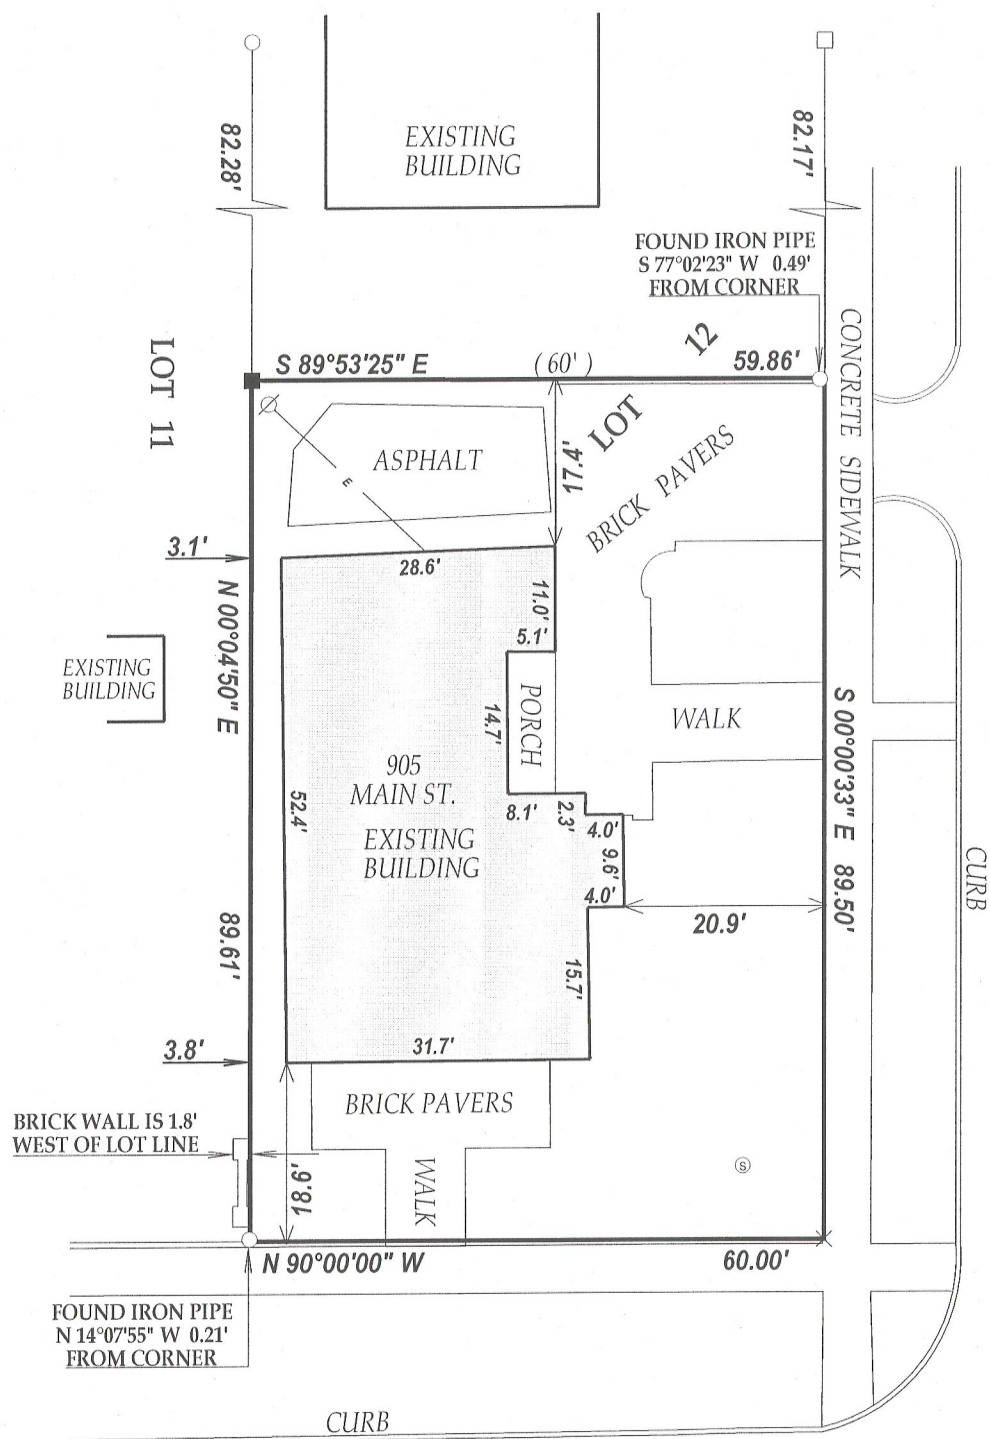 EXISTING
BUILDING
82.28'
82.17'
FOUND IRON PIPE
S 77°02'23" W 0.49'
FROM CORNER
S 89°53'25" E
(60')
59.86'
LOT 12
LOT 11
CONCRETE SIDEWALK
ASPHALT
E
17.4'
BRICK PAVERS
3.1'
28.6'
11.0'
5.1'
N 00°04'50" E
89.61'
EXISTING
BUILDING
PORCH
14.7'
WALK
S 00°00'33" E 89.50'
905
MAIN ST.
EXISTING
BUILDING
52.4'
8.1'
2.3'
4.0'
9.6'
4.0'
20.9'
CURB
15.7'
3.8'
31.7'
BRICK PAVERS
BRICK WALL IS 1.8'
WEST OF LOT LINE
18.6'
WALK
S
N 90°00'00" W
60.00'
FOUND IRON PIPE
N 14°07'55" W 0.21'
FROM CORNER
CURB